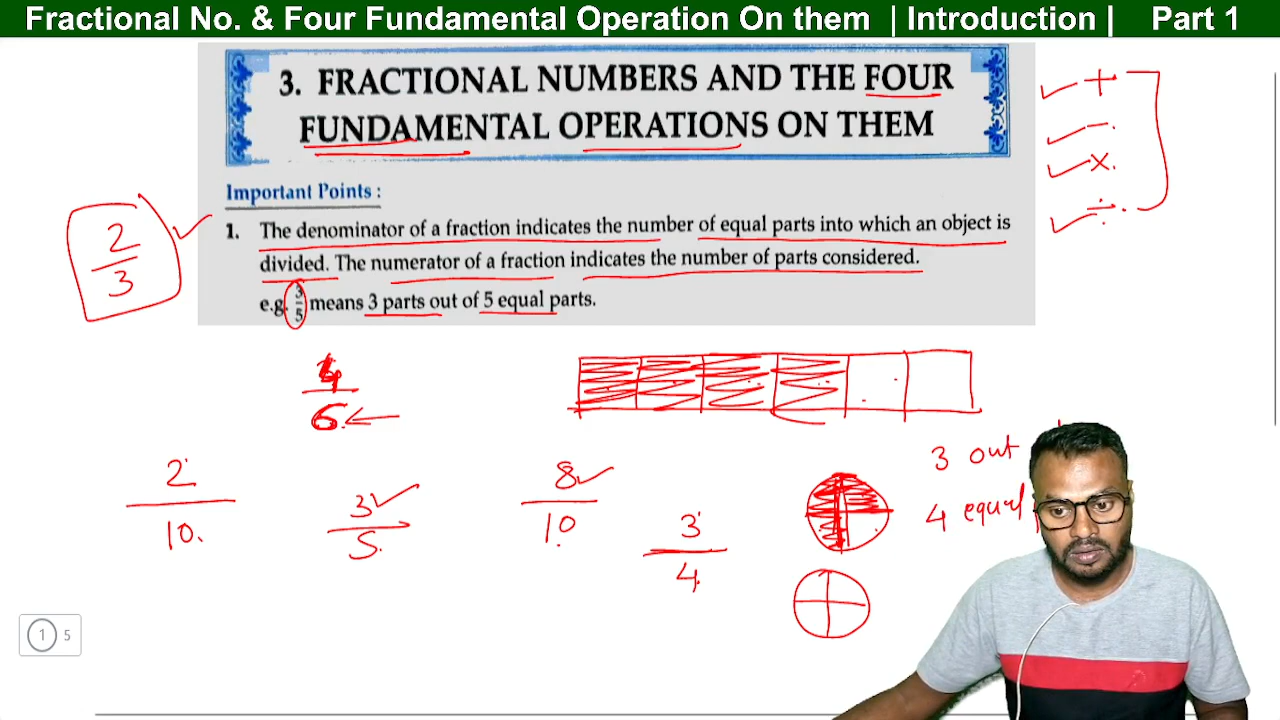 Fractional No. & Four Fundamental Operation On them | Introduction | Part 1
3. FRACTIONAL NUMBERS AND THE FOUR
FUNDAMENTAL OPERATIONS ON THEM
+
-
×
÷
Important Points :
1. The denominator of a fraction indicates the number of equal parts into which an object is
divided. The numerator of a fraction indicates the number of parts considered.
e.g. 3/5 means 3 parts out of 5 equal parts.
2/3
4/6
2/10
3/5
8/10
3/4
3 out
4 equal
1 5